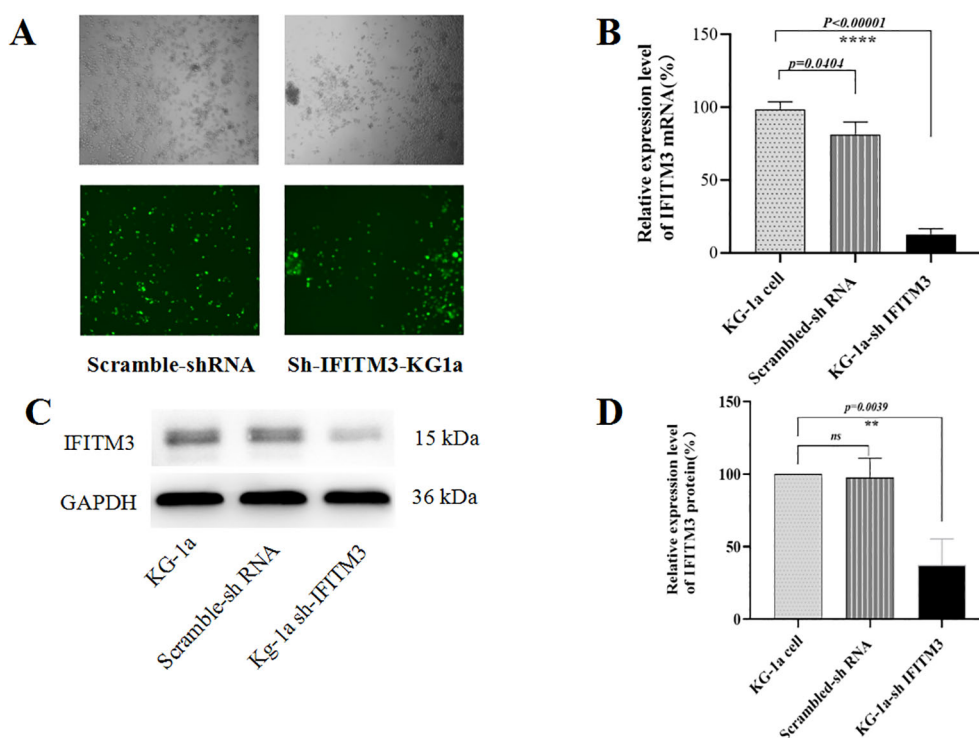 A
Scramble-shRNA
Sh-IFITM3-KG1a
B
P<0.00001
****
p=0.0404
Relative expression level
of IFITM3 mRNA(%)
150
100
50
0
KG-1a cell
Scrambled-sh RNA
KG-1a-sh IFITM3
C
IFITM3
15 kDa
GAPDH
36 kDa
KG-1a
Scramble-sh RNA
Kg-1a sh-IFITM3
D
p=0.0039
**
ns
Relative expression level
of IFITM3 protein(%)
150
100
50
0
KG-1a cell
Scrambled-sh RNA
KG-1a-sh IFITM3